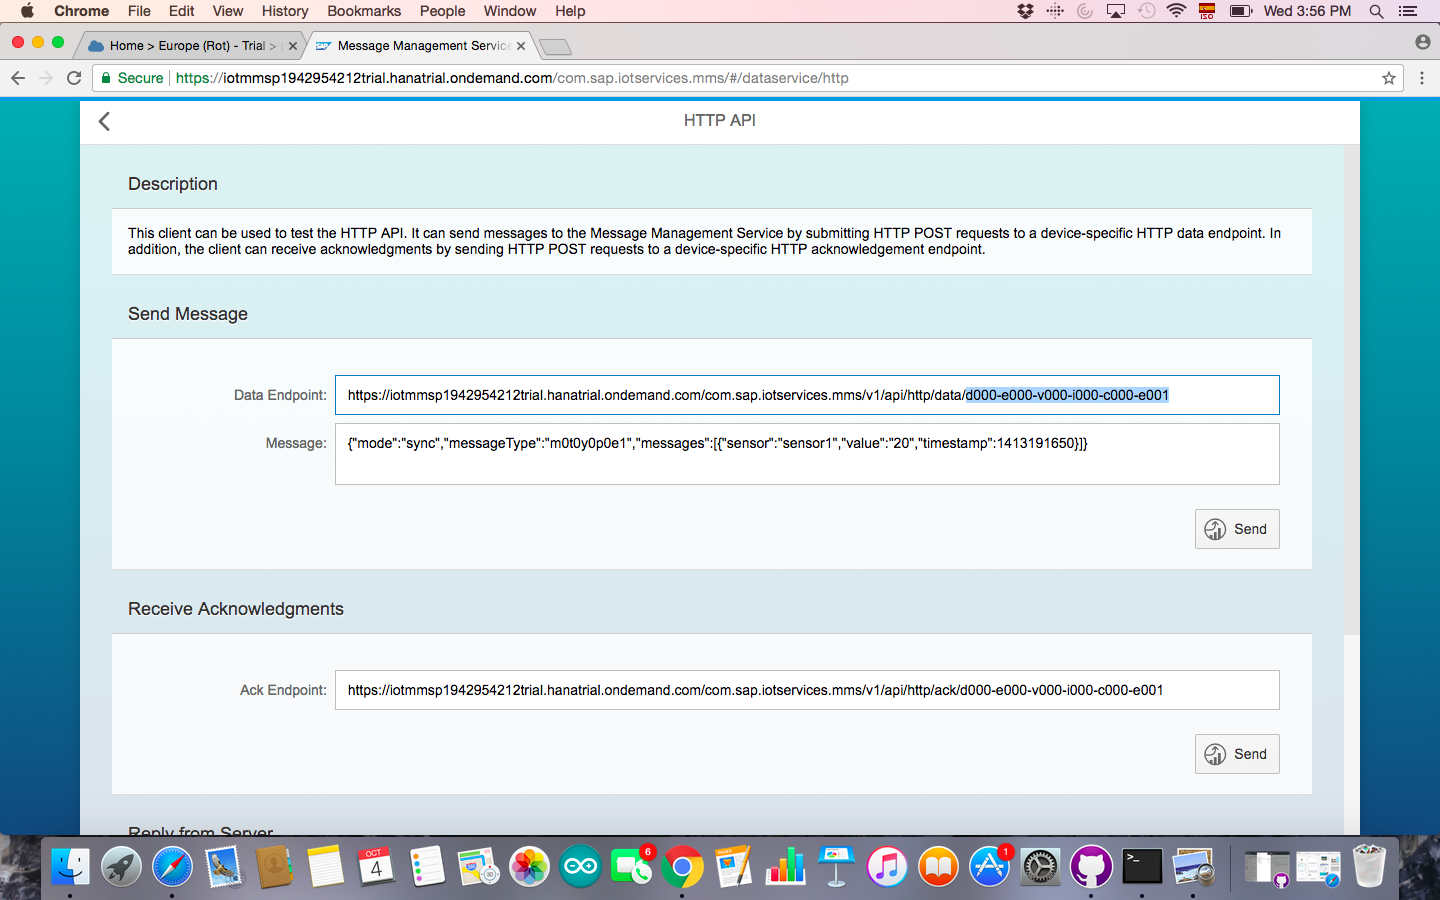 Chrome File Edit View History Bookmarks People Window Help ISO Wed 3:56 PM
Home > Europe (Rot) - Trial >
SAP Message Management Service
Secure https://iotmmsp1942954212trial.hanatrial.ondemand.com/com.sap.iotservices.mms/#/dataservice/http
HTTP API
Description
This client can be used to test the HTTP API. It can send messages to the Message Management Service by submitting HTTP POST requests to a device-specific HTTP data endpoint. In
addition, the client can receive acknowledgments by sending HTTP POST requests to a device-specific HTTP acknowledgement endpoint.
Send Message
Data Endpoint: https://iotmmsp1942954212trial.hanatrial.ondemand.com/com.sap.iotservices.mms/v1/api/http/data/d000-e000-v000-i000-c000-e001
Message: {"mode":"sync","messageType":"m0t0y0p0e1","messages":[{"sensor":"sensor1","value":"20","timestamp":1413191650}]}
Send
Receive Acknowledgments
Ack Endpoint: https://iotmmsp1942954212trial.hanatrial.ondemand.com/com.sap.iotservices.mms/v1/api/http/ack/d000-e000-v000-i000-c000-e001
Send
Reply from Server
OCT
4
6
1